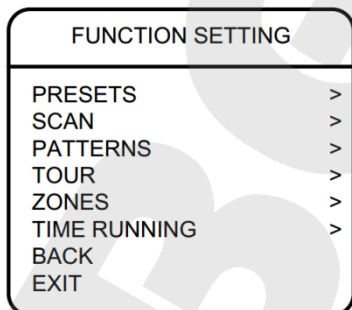 FUNCTION SETTING
PRESETS >
SCAN >
PATTERNS >
TOUR >
ZONES >
TIME RUNNING >
BACK
EXIT